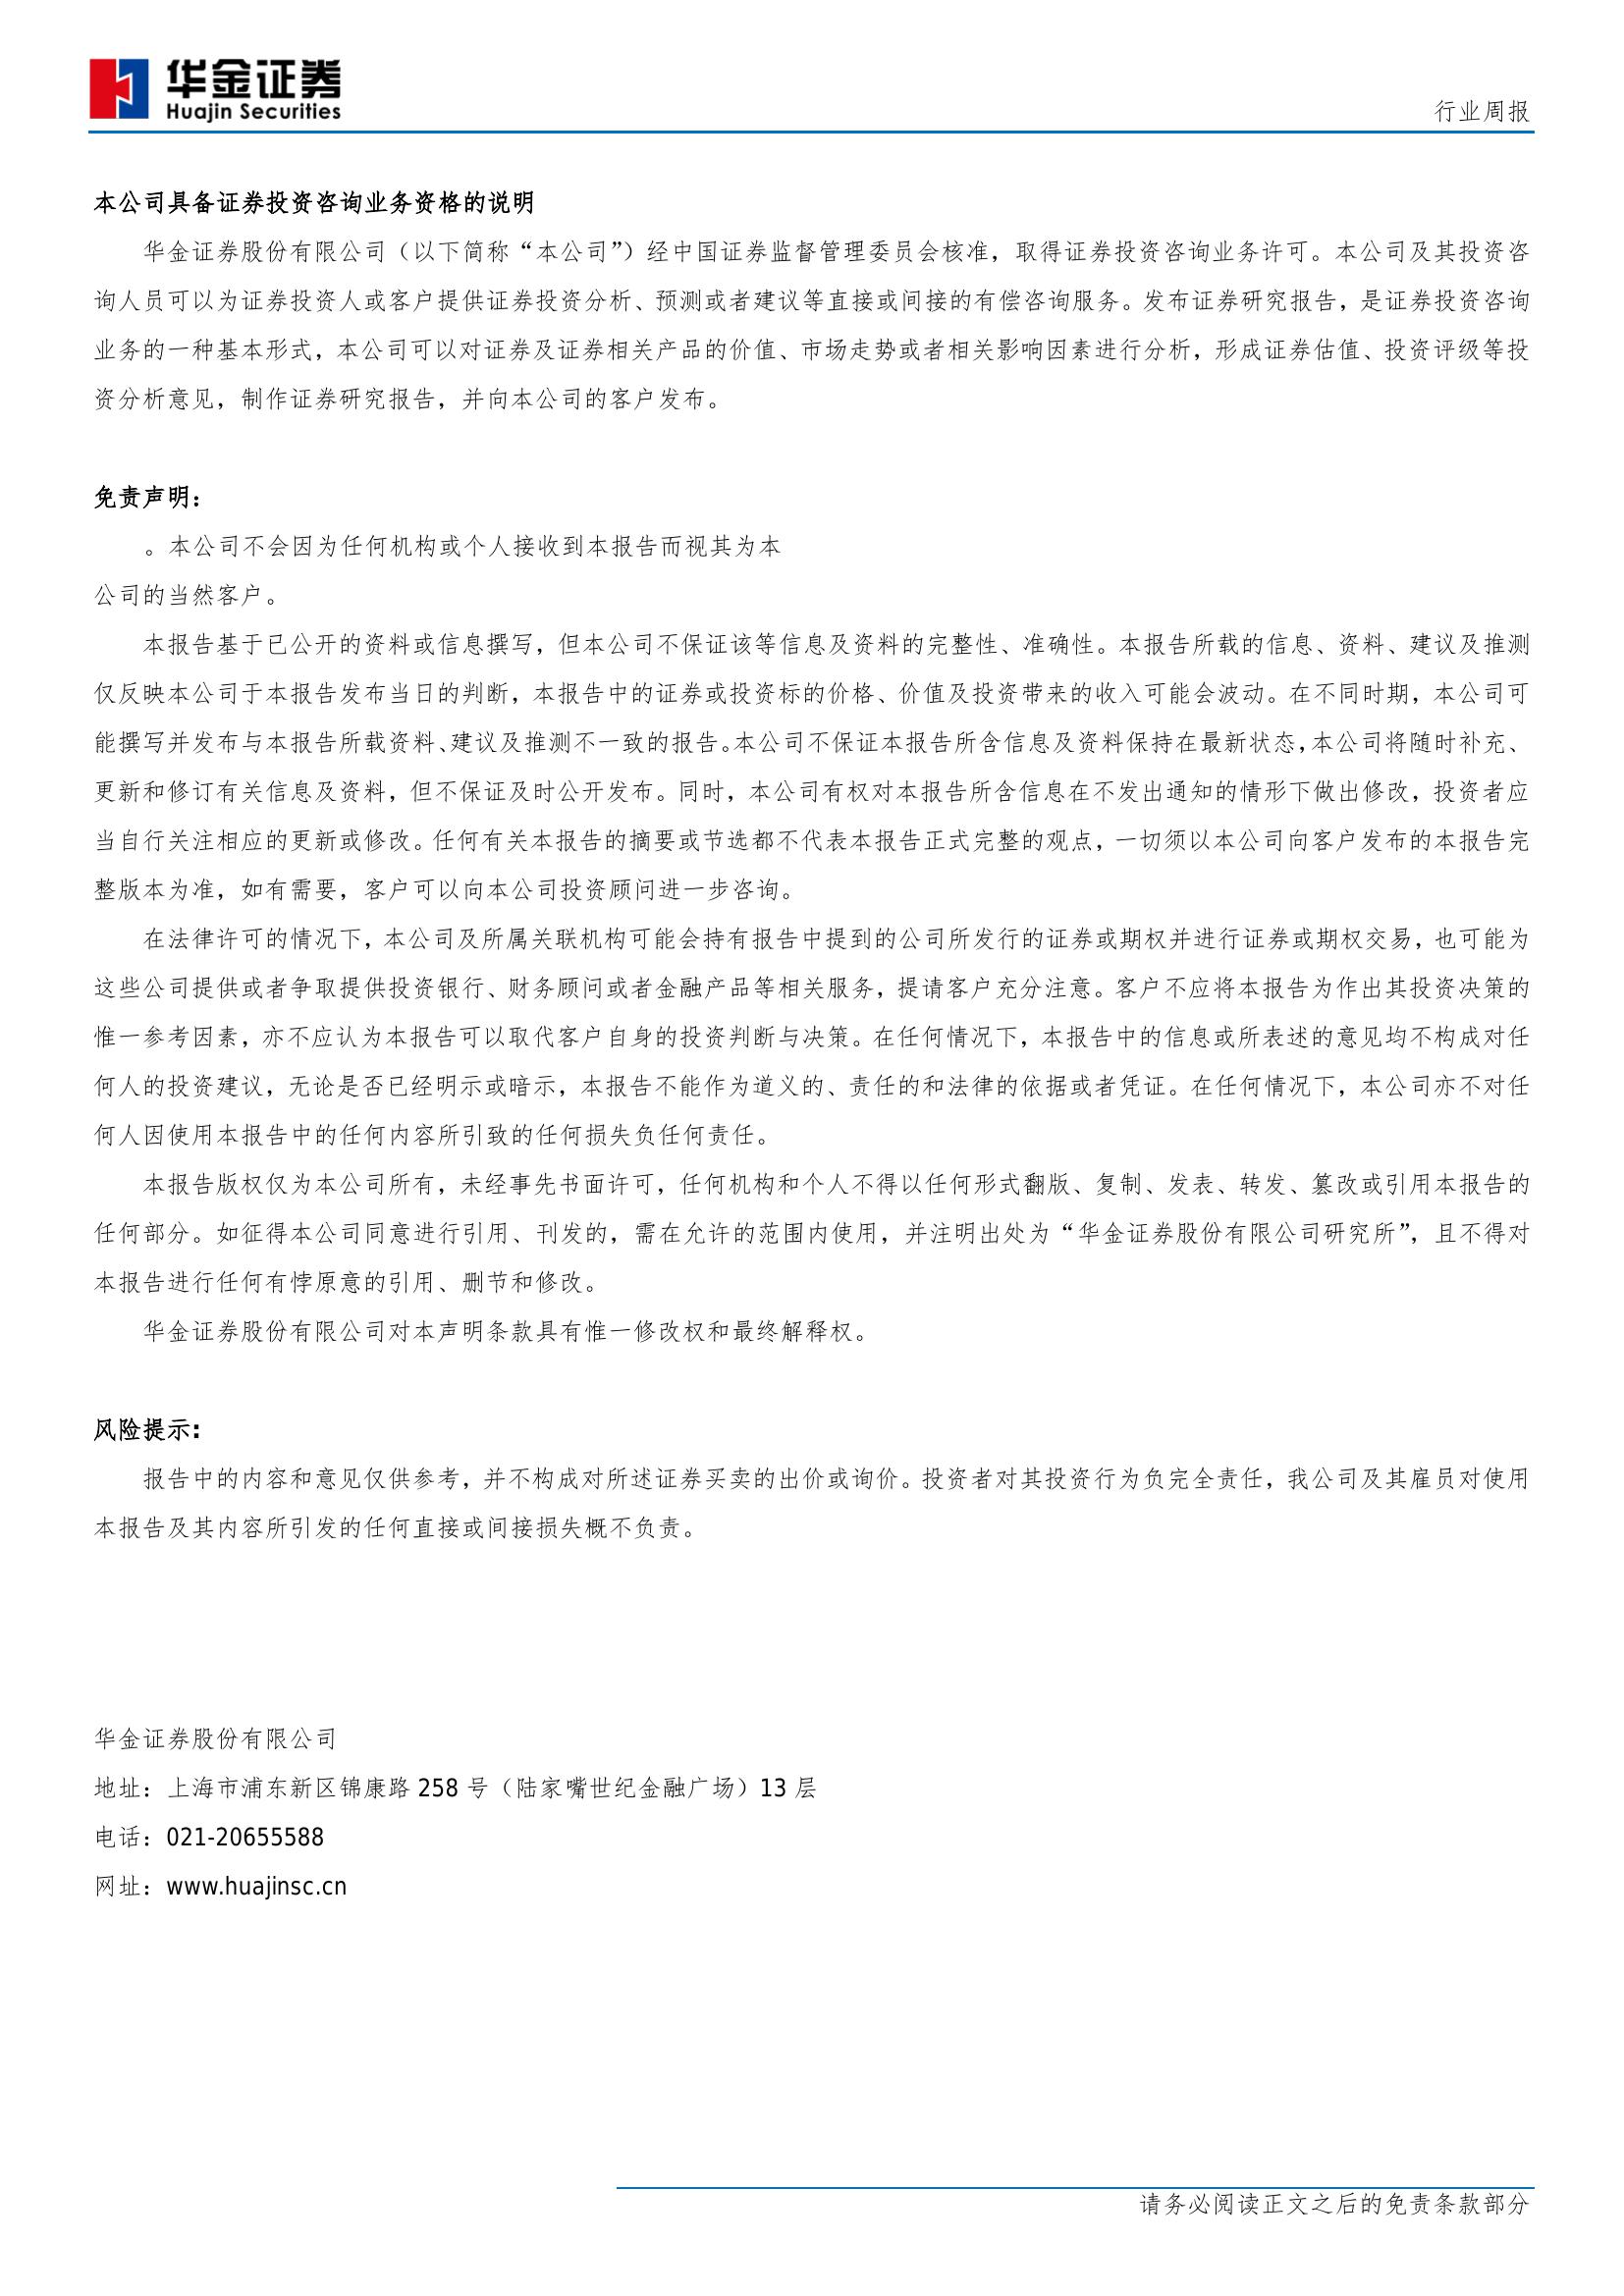 华金证券
Huajin Securities
行业周报
本公司具备证券投资咨询业务资格的说明
华金证券股份有限公司（以下简称“本公司”）经中国证券监督管理委员会核准，取得证券投资咨询业务许可。本公司及其投资咨
询人员可以为证券投资人或客户提供证券投资分析、预测或者建议等直接或间接的有偿咨询服务。发布证券研究报告，是证券投资咨询
业务的一种基本形式，本公司可以对证券及证券相关产品的价值、市场走势或者相关影响因素进行分析，形成证券估值、投资评级等投
资分析意见，制作证券研究报告，并向本公司的客户发布。
免责声明：
。本公司不会因为任何机构或个人接收到本报告而视其为本
公司的当然客户。
本报告基于已公开的资料或信息撰写，但本公司不保证该等信息及资料的完整性、准确性。本报告所载的信息、资料、建议及推测
仅反映本公司于本报告发布当日的判断，本报告中的证券或投资标的价格、价值及投资带来的收入可能会波动。在不同时期，本公司可
能撰写并发布与本报告所载资料、建议及推测不一致的报告。本公司不保证本报告所含信息及资料保持在最新状态，本公司将随时补充、
更新和修订有关信息及资料，但不保证及时公开发布。同时，本公司有权对本报告所含信息在不发出通知的情形下做出修改，投资者应
当自行关注相应的更新或修改。任何有关本报告的摘要或节选都不代表本报告正式完整的观点，一切须以本公司向客户发布的本报告完
整版本为准，如有需要，客户可以向本公司投资顾问进一步咨询。
在法律许可的情况下，本公司及所属关联机构可能会持有报告中提到的公司所发行的证券或期权并进行证券或期权交易，也可能为
这些公司提供或者争取提供投资银行、财务顾问或者金融产品等相关服务，提请客户充分注意。客户不应将本报告为作出其投资决策的
惟一参考因素，亦不应认为本报告可以取代客户自身的投资判断与决策。在任何情况下，本报告中的信息或所表述的意见均不构成对任
何人的投资建议，无论是否已经明示或暗示，本报告不能作为道义的、责任的和法律的依据或者凭证。在任何情况下，本公司亦不对任
何人因使用本报告中的任何内容所引致的任何损失负任何责任。
本报告版权仅为本公司所有，未经事先书面许可，任何机构和个人不得以任何形式翻版、复制、发表、转发、篡改或引用本报告的
任何部分。如征得本公司同意进行引用、刊发的，需在允许的范围内使用，并注明出处为“华金证券股份有限公司研究所”，且不得对
本报告进行任何有悖原意的引用、删节和修改。
华金证券股份有限公司对本声明条款具有惟一修改权和最终解释权。
风险提示：
报告中的内容和意见仅供参考，并不构成对所述证券买卖的出价或询价。投资者对其投资行为负完全责任，我公司及其雇员对使用
本报告及其内容所引发的任何直接或间接损失概不负责。
华金证券股份有限公司
地址：上海市浦东新区锦康路 258 号（陆家嘴世纪金融广场）13 层
电话：021-20655588
网址：www.huajinsc.cn
请务必阅读正文之后的免责条款部分